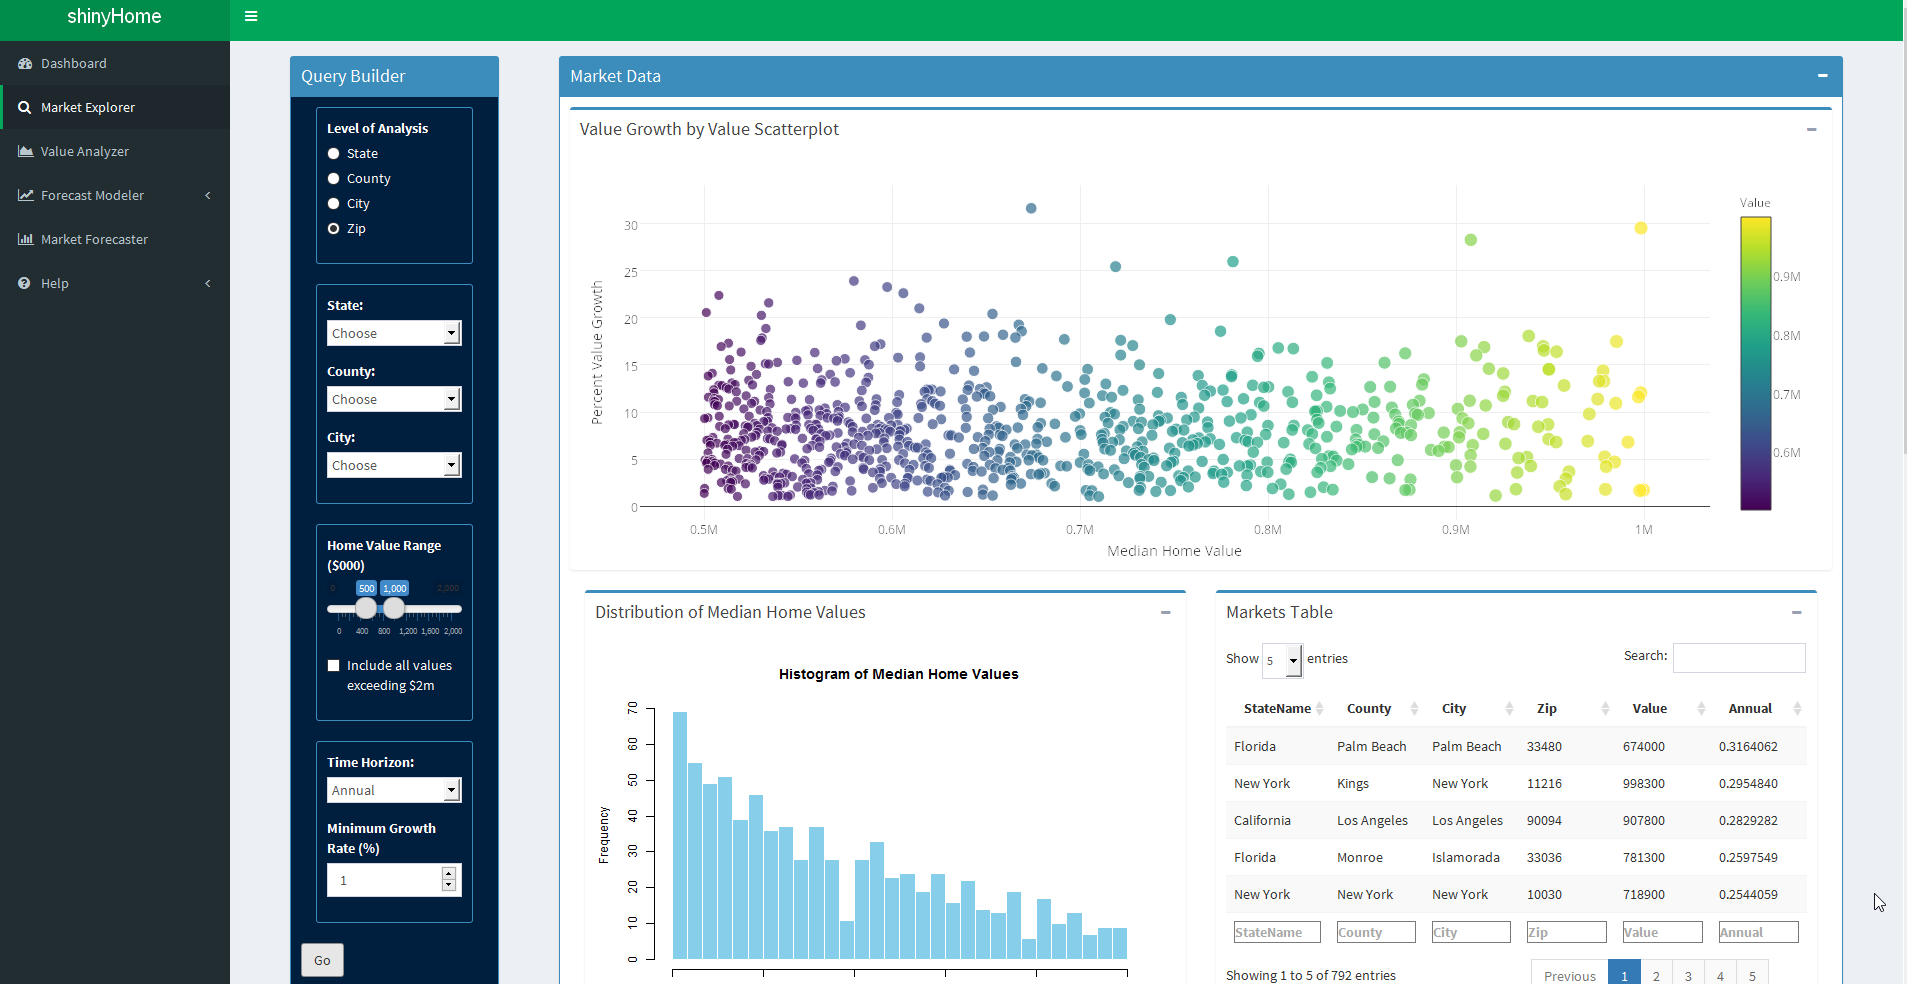 shinyHome
Dashboard
Market Explorer
Value Analyzer
Forecast Modeler
Market Forecaster
Help
Query Builder
Level of Analysis
State
County
City
Zip
State:
Choose
County:
Choose
City:
Choose
Home Value Range
($000)
0 500 1,000 2,000
0 400 800 1,200 1,600 2,000
Include all values
exceeding $2m
Time Horizon:
Annual
Minimum Growth
Rate (%)
1
Go
Market Data
Value Growth by Value Scatterplot
Percent Value Growth
30
25
20
15
10
5
0
0.5M 0.6M 0.7M 0.8M 0.9M 1M
Median Home Value
Value
0.9M
0.8M
0.7M
0.6M
Distribution of Median Home Values
Histogram of Median Home Values
Frequency
70
60
50
40
30
20
10
0
Markets Table
Show 5 entries
Search:
StateName County City Zip Value Annual
Florida Palm Beach Palm Beach 33480 674000 0.3164062
New York Kings New York 11216 998300 0.2954840
California Los Angeles Los Angeles 90094 907800 0.2829282
Florida Monroe Islamorada 33036 781300 0.2597549
New York New York New York 10030 718900 0.2544059
StateName County City Zip Value Annual
Showing 1 to 5 of 792 entries
Previous 1 2 3 4 5